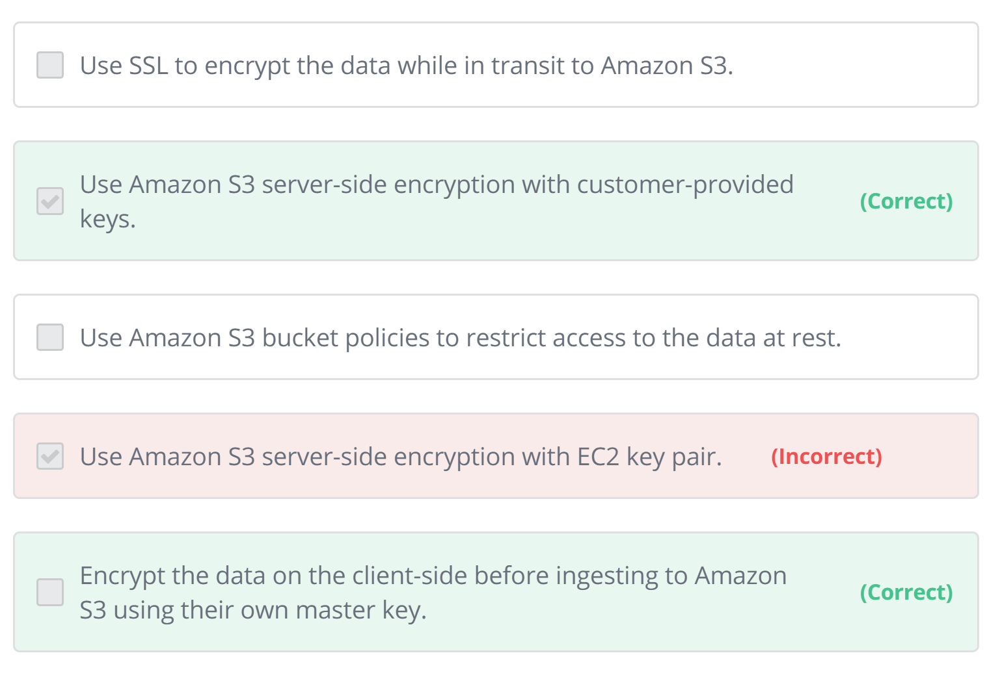 Use SSL to encrypt the data while in transit to Amazon S3.
Use Amazon S3 server-side encryption with customer-provided
keys.
(Correct)
Use Amazon S3 bucket policies to restrict access to the data at rest.
Use Amazon S3 server-side encryption with EC2 key pair.
(Incorrect)
Encrypt the data on the client-side before ingesting to Amazon
S3 using their own master key.
(Correct)